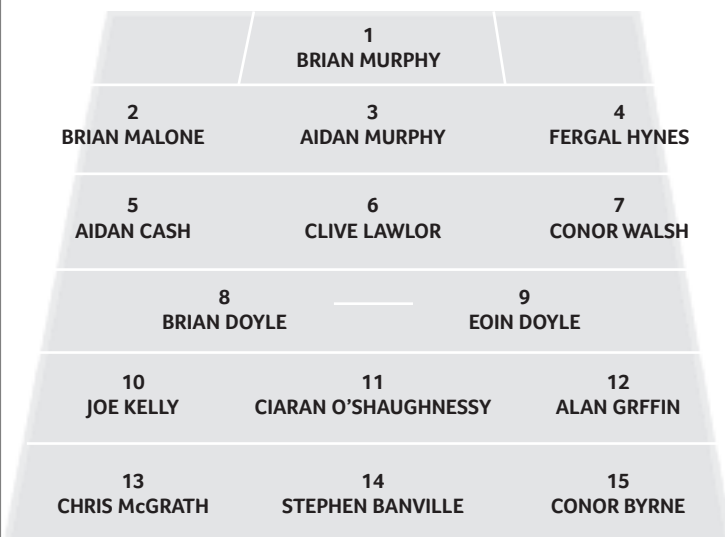 1
BRIAN MURPHY
2
BRIAN MALONE
3
AIDAN MURPHY
4
FERGAL HYNES
5
AIDAN CASH
6
CLIVE LAWLOR
7
CONOR WALSH
8
BRIAN DOYLE
9
EOIN DOYLE
10
JOE KELLY
11
CIARAN O'SHAUGHNESSY
12
ALAN GRFFIN
13
CHRIS McGRATH
14
STEPHEN BANVILLE
15
CONOR BYRNE